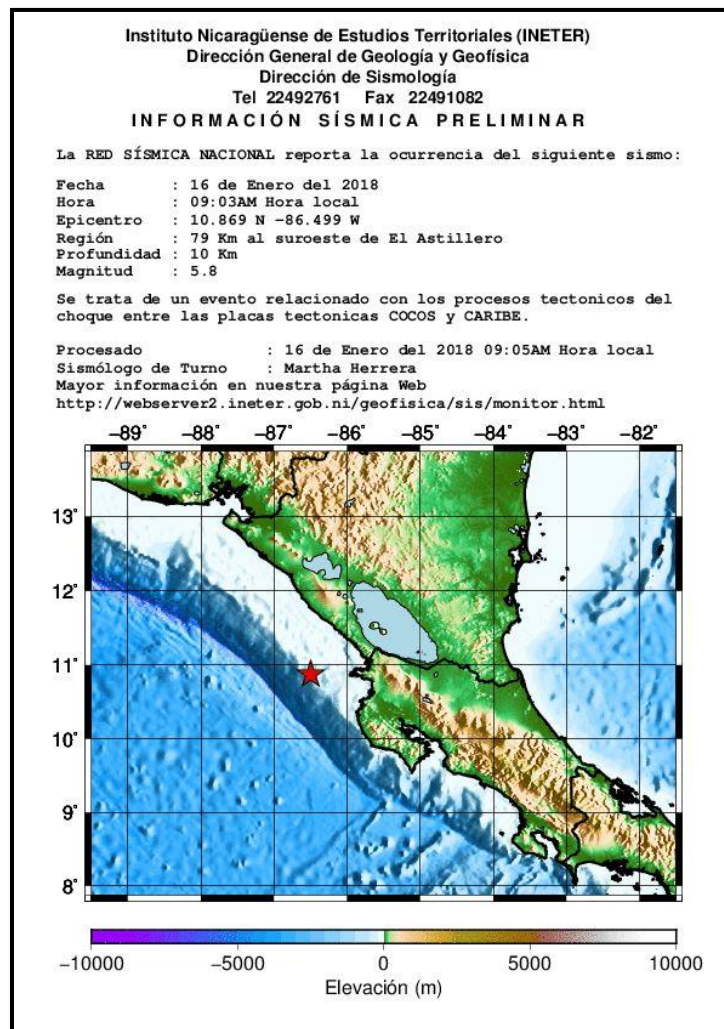 Instituto Nicaragüense de Estudios Territoriales (INETER)
Dirección General de Geología y Geofísica
Dirección de Sismología
Tel 22492761 Fax 22491082
INFORMACIÓN SÍSMICA PRELIMINAR
La RED SÍSMICA NACIONAL reporta la ocurrencia del siguiente sismo:
Fecha : 16 de Enero del 2018
Hora : 09:03AM Hora local
Epicentro : 10.869 N -86.499 W
Región : 79 Km al suroeste de El Astillero
Profundidad : 10 Km
Magnitud : 5.8
Se trata de un evento relacionado con los procesos tectonicos del
choque entre las placas tectonicas COCOS y CARIBE.
Procesado : 16 de Enero del 2018 09:05AM Hora local
Sismólogo de Turno : Martha Herrera
Mayor información en nuestra página Web
http://webserver2.ineter.gob.ni/geofisica/sis/monitor.html
−89˚ −88˚ −87˚ −86˚ −85˚ −84˚ −83˚ −82˚
13˚
12˚
11˚
10˚
9˚
8˚
−10000 −5000 0 5000 10000
Elevación (m)